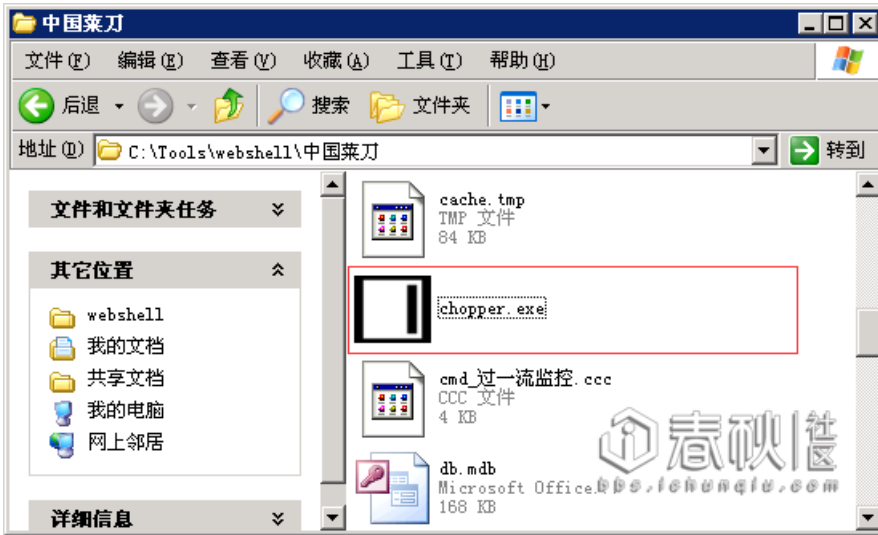 中国菜刀
文件(F) 编辑(E) 查看(V) 收藏(A) 工具(T) 帮助(H)
后退 搜索 文件夹
地址(D) C:\Tools\webshell\中国菜刀 转到
文件和文件夹任务
其它位置
webshell
我的文档
共享文档
我的电脑
网上邻居
详细信息
cache.tmp
TMP 文件
84 KB
chopper.exe
cmd_过一流监控.ccc
CCC 文件
4 KB
db.mdb
Microsoft Office
168 KB
春秋 社区
bbs.ichunqiu.com